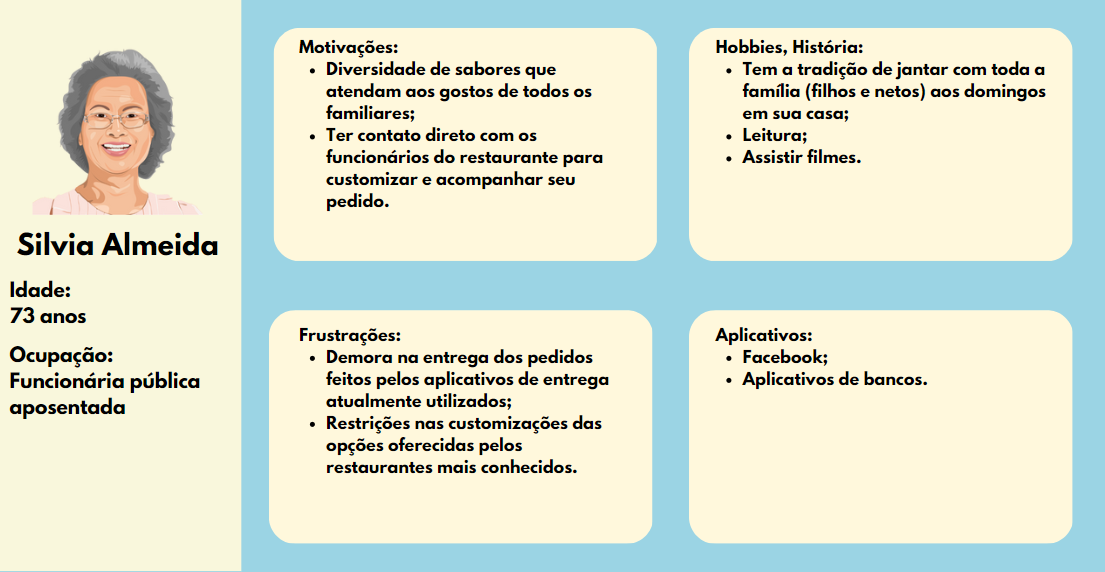 Silvia Almeida
Idade:
73 anos
Ocupação:
Funcionária pública
aposentada
Motivações:
• Diversidade de sabores que
atendam aos gostos de todos os
familiares;
• Ter contato direto com os
funcionários do restaurante para
customizar e acompanhar seu
pedido.
Hobbies, História:
• Tem a tradição de jantar com toda a
família (filhos e netos) aos domingos
em sua casa;
• Leitura;
• Assistir filmes.
Frustrações:
• Demora na entrega dos pedidos
feitos pelos aplicativos de entrega
atualmente utilizados;
• Restrições nas customizações das
opções oferecidas pelos
restaurantes mais conhecidos.
Aplicativos:
• Facebook;
• Aplicativos de bancos.